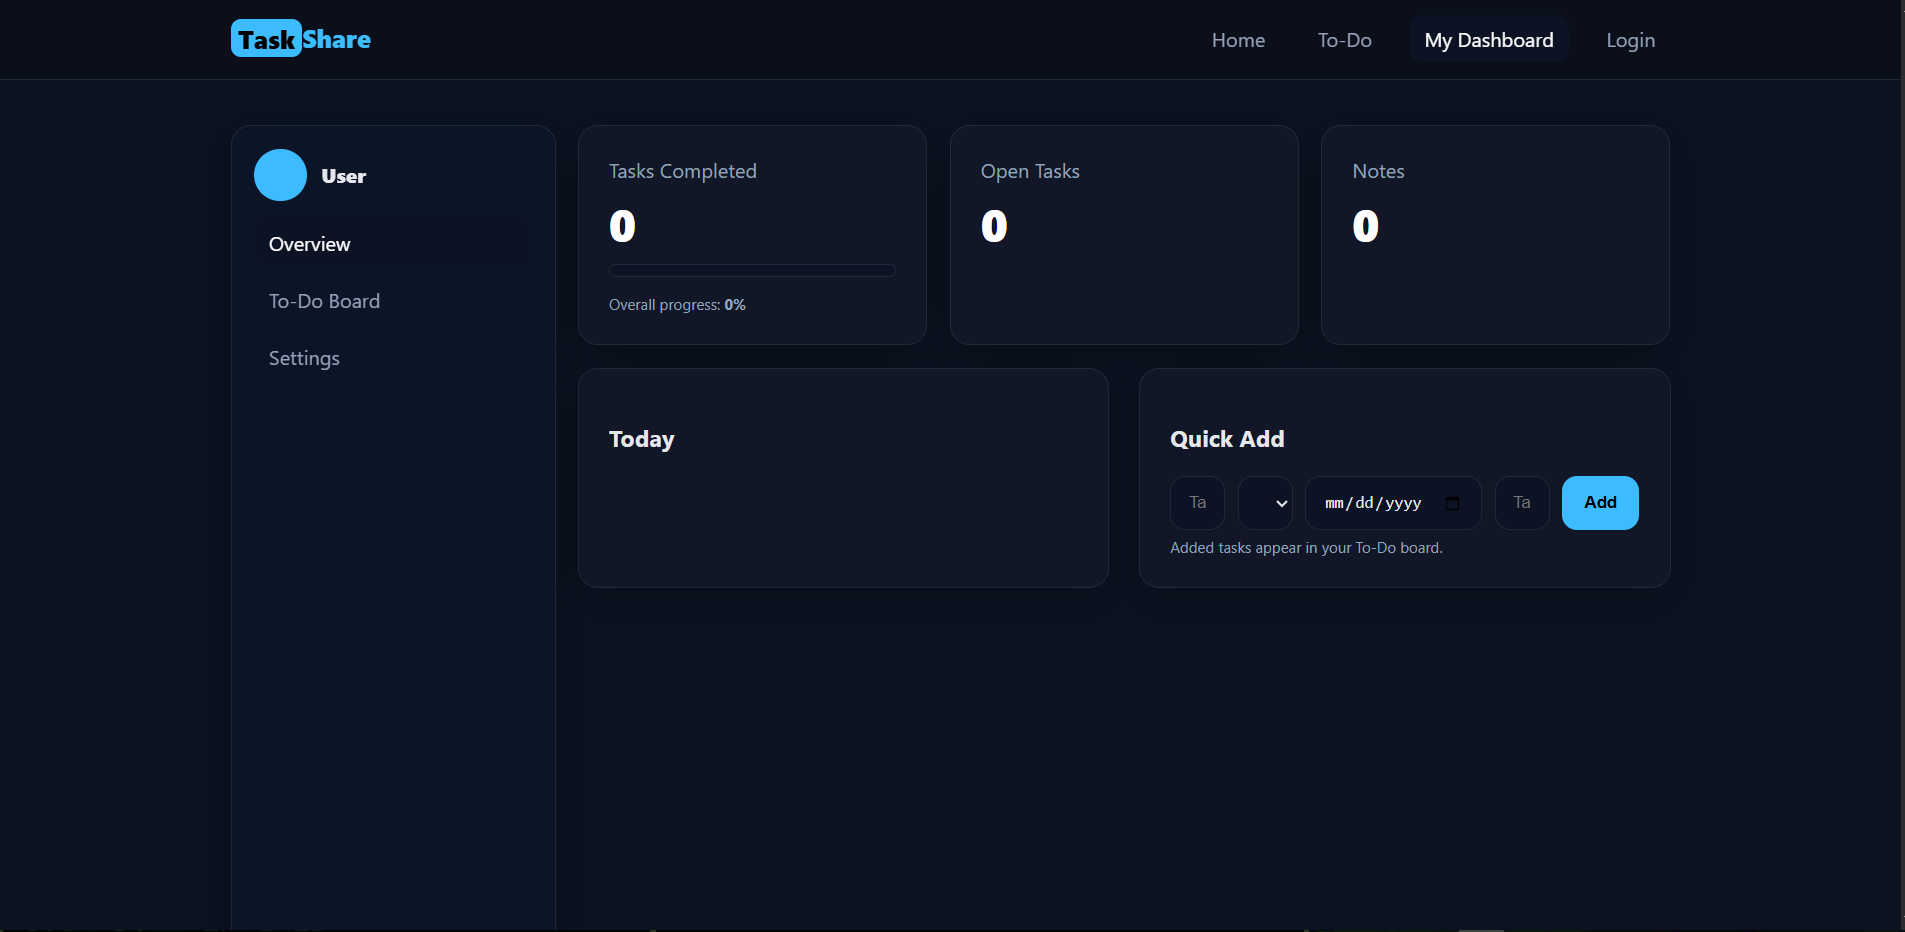 TaskShare
Home To-Do My Dashboard Login
User
Overview
To-Do Board
Settings
Tasks Completed
0
Overall progress: 0%
Open Tasks
0
Notes
0
Today
Quick Add
Ta mm/dd/yyyy Ta Add
Added tasks appear in your To-Do board.